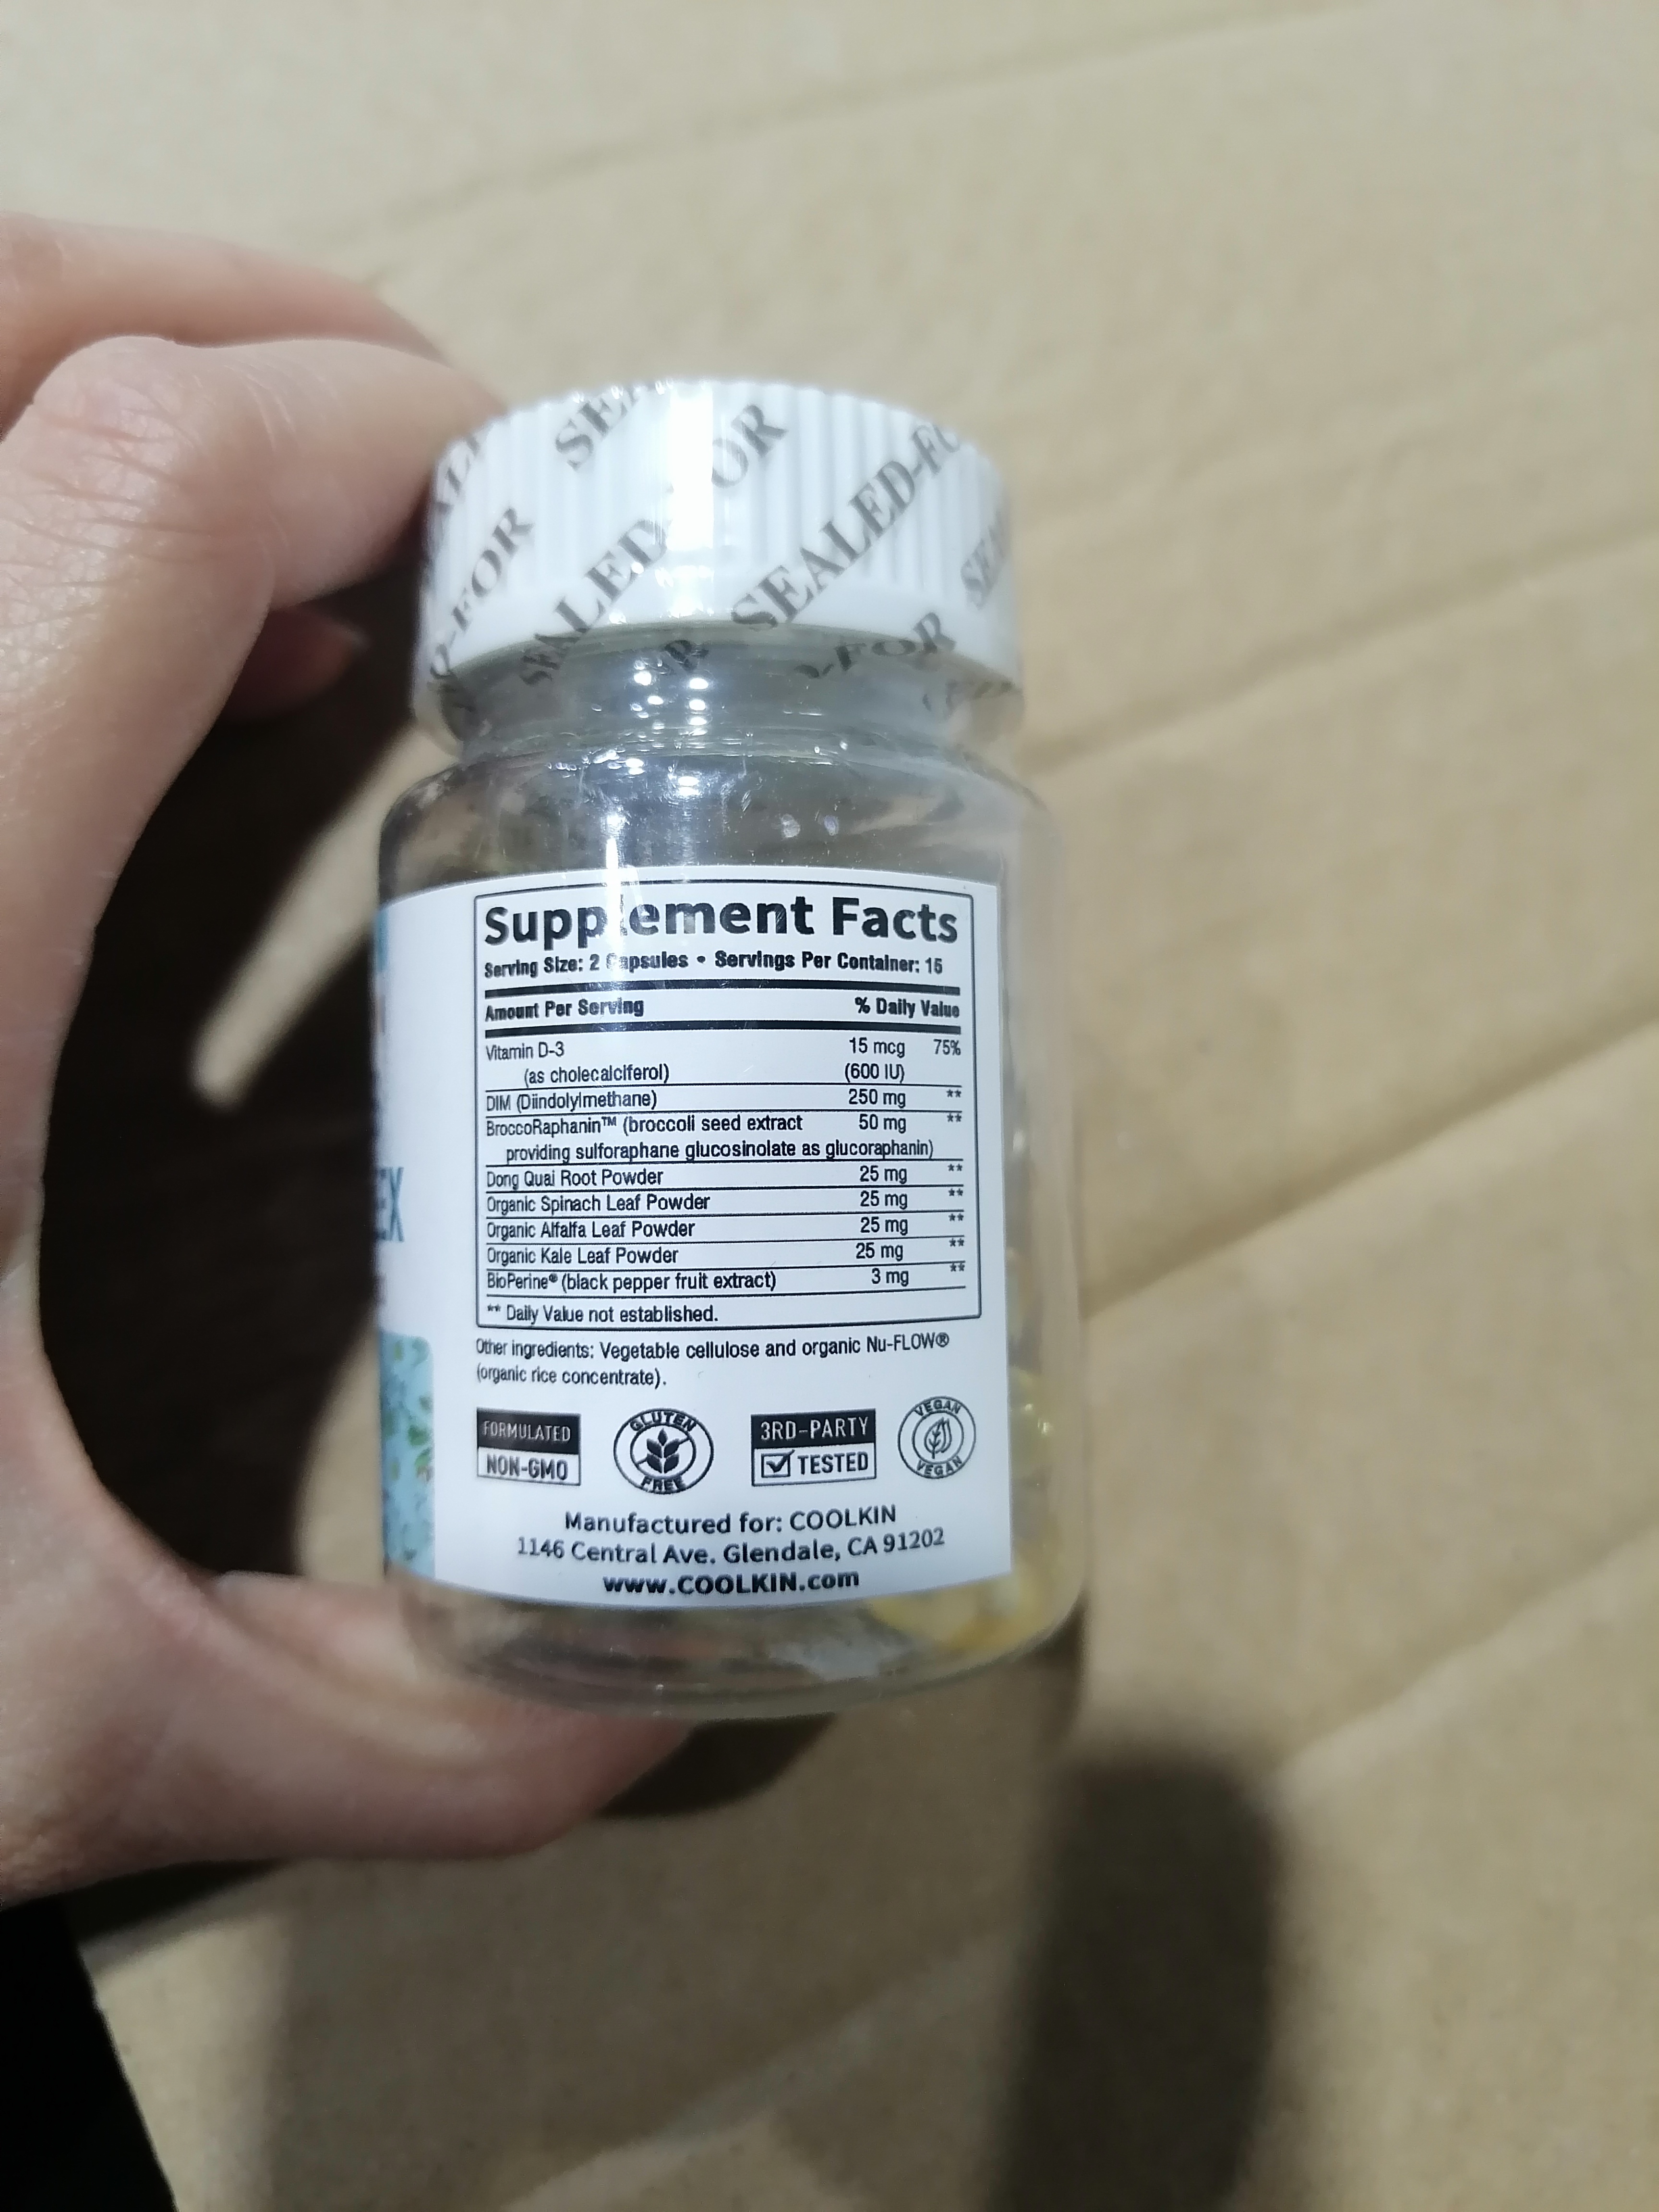 SEALED-FOR
SEALED-FOR
-FOR
Supplement Facts
Serving Size: 2 Capsules • Servings Per Container: 15
Amount Per Serving % Daily Value
Vitamin D-3 15 mcg 75%
(as cholecalciferol) (600 IU)
DIM (Diindolylmethane) 250 mg **
BroccoRaphanin™ (broccoli seed extract 50 mg **
providing sulforaphane glucosinolate as glucoraphanin)
Dong Quai Root Powder 25 mg **
Organic Spinach Leaf Powder 25 mg **
Organic Alfalfa Leaf Powder 25 mg **
Organic Kale Leaf Powder 25 mg **
BioPerine® (black pepper fruit extract) 3 mg **
** Daily Value not established.
Other ingredients: Vegetable cellulose and organic Nu-FLOW®
(organic rice concentrate).
FORMULATED
NON-GMO
GLUTEN
FREE
3RD-PARTY
TESTED
VEGAN
VEGAN
Manufactured for: COOLKIN
1146 Central Ave. Glendale, CA 91202
www.COOLKIN.com
EX